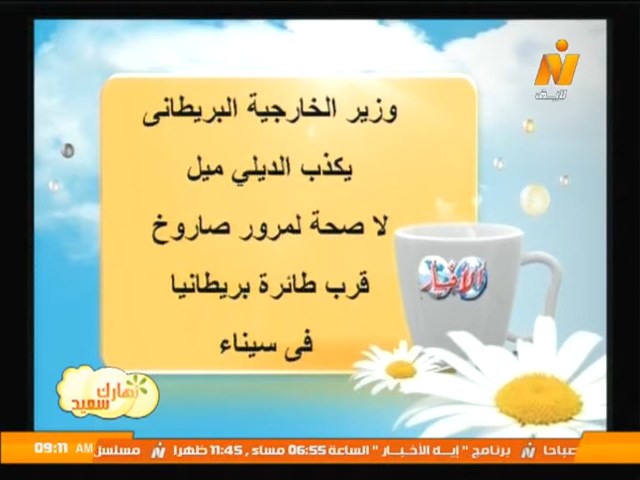 لايف
وزير الخارجية البريطانى
يكذب الديلي ميل
لا صحة لمرور صاروخ
قرب طائرة بريطانيا
فى سيناء
الأخبار
نهارك
سعيد
صباحا N برنامج " إيه الأخبار " الساعة 06:55 مساء , 11:45 ظهرا N مسلسل
09:11 AM